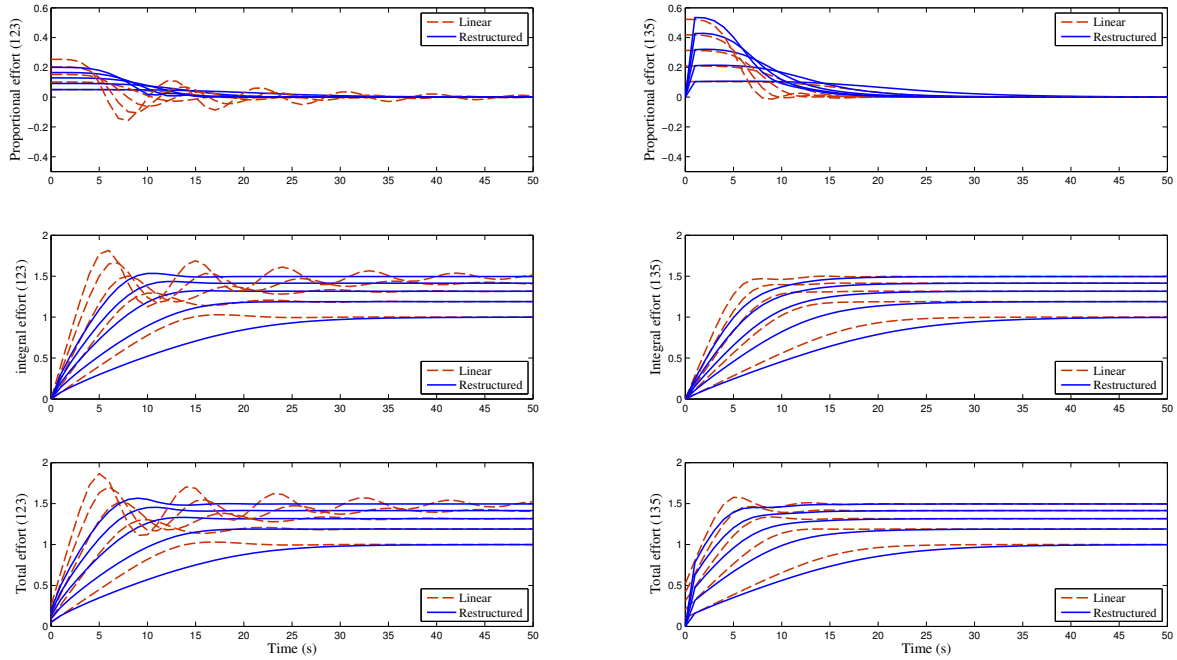 Proportional effort (123)
0.6
0.4
0.2
0
−0.2
−0.4
0 5 10 15 20 25 30 35 40 45 50
Linear
Restructured
Proportional effort (135)
0.6
0.4
0.2
0
−0.2
−0.4
0 5 10 15 20 25 30 35 40 45 50
Linear
Restructured
integral effort (123)
2
1.5
1
0.5
0
0 5 10 15 20 25 30 35 40 45 50
Linear
Restructured
Integral effort (135)
2
1.5
1
0.5
0
0 5 10 15 20 25 30 35 40 45 50
Linear
Restructured
Total effort (123)
2
1.5
1
0.5
0
0 5 10 15 20 25 30 35 40 45 50
Time (s)
Linear
Restructured
Total effort (135)
2
1.5
1
0.5
0
0 5 10 15 20 25 30 35 40 45 50
Time (s)
Linear
Restructured